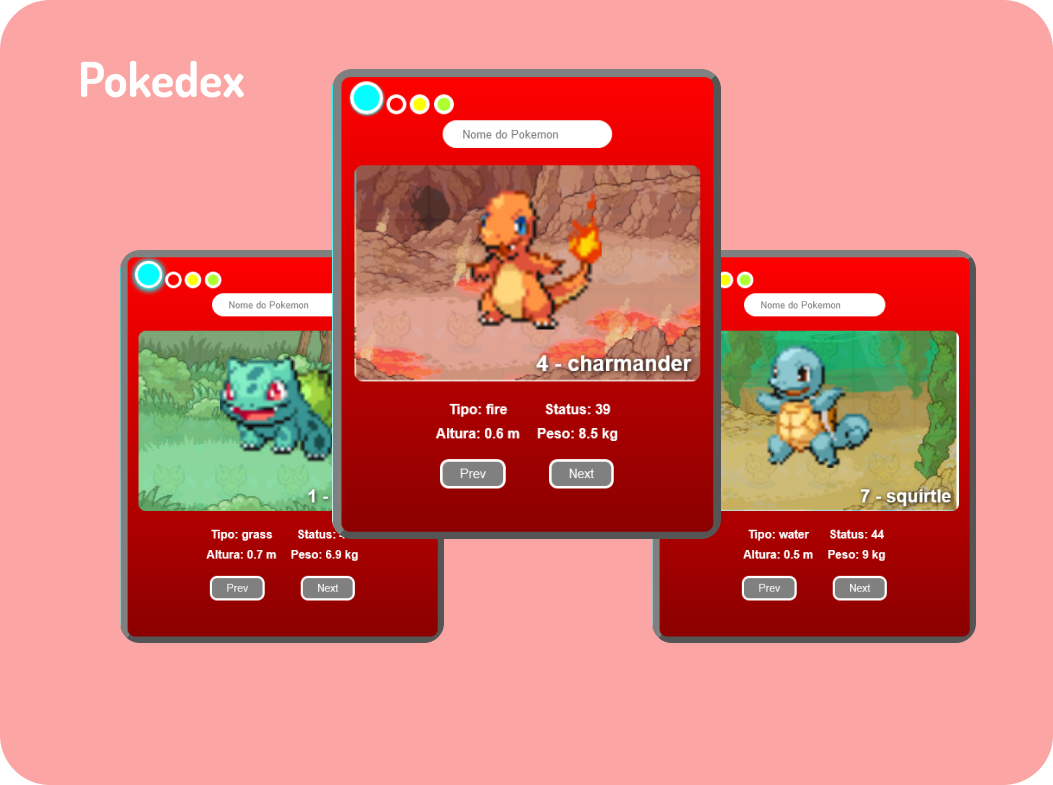 Pokedex
Nome do Pokemon
4 - charmander
Tipo: fire Status: 39
Altura: 0.6 m Peso: 8.5 kg
Prev Next
Nome do Pokemon
1 -
Tipo: grass Status:
Altura: 0.7 m Peso: 6.9 kg
Prev Next
Nome do Pokemon
7 - squirtle
Tipo: water Status: 44
Altura: 0.5 m Peso: 9 kg
Prev Next